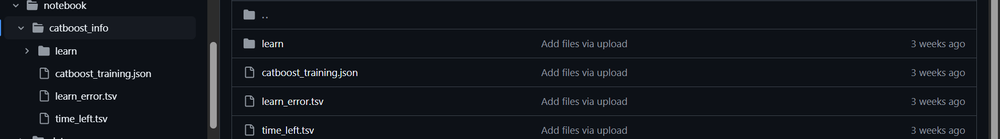 notebook
catboost_info
learn
catboost_training.json
learn_error.tsv
time_left.tsv
..
learn Add files via upload 3 weeks ago
catboost_training.json Add files via upload 3 weeks ago
learn_error.tsv Add files via upload 3 weeks ago
time_left.tsv Add files via upload 3 weeks ago